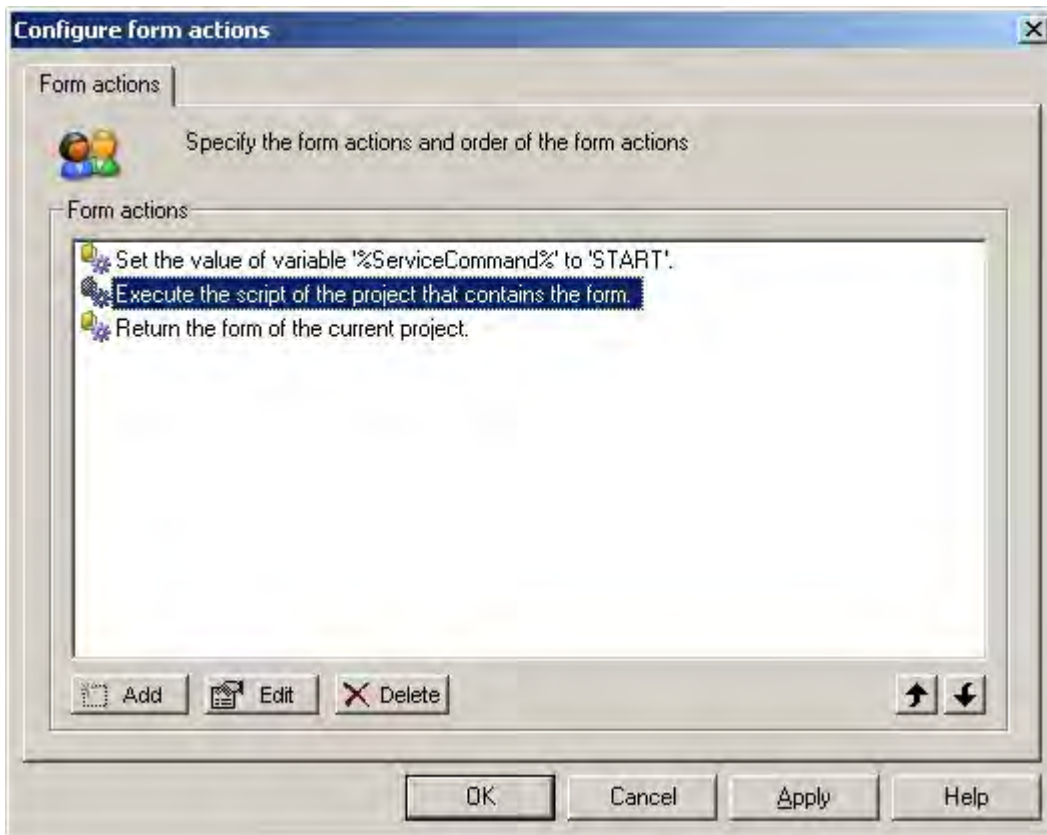 Configure form actions
Form actions
Specify the form actions and order of the form actions
Form actions
Set the value of variable '%ServiceCommand%' to 'START'.
Execute the script of the project that contains the form.
Return the form of the current project.
Add Edit Delete
OK Cancel Apply Help